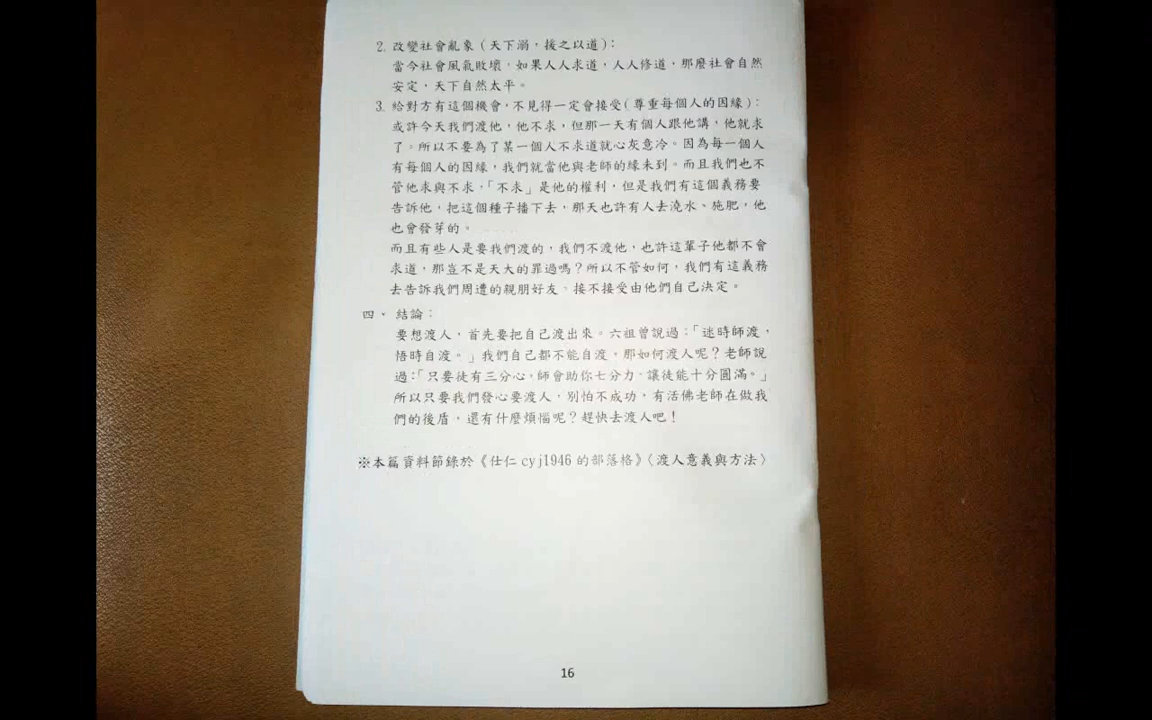 2. 改變社會亂象（天下溺，援之以道）：
當今社會風氣敗壞，如果人人求道，人人修道，那麼社會自然
安定，天下自然太平。
3. 給對方有這個機會，不見得一定會接受（尊重每個人的因緣）：
或許今天我們渡他，他不求，但那一天有個人跟他講，他就求
了。所以不要為了某一個人不求道就心灰意冷。因為每一個人
有每個人的因緣，我們就當他與老師的緣未到。而且我們也不
管他求與不求，「不求」是他的權利，但是我們有這個義務要
告訴他，把這個種子播下去，那天也許有人去澆水、施肥，他
也會發芽的。
而且有些人是要我們渡的，我們不渡他，也許這輩子他都不會
求道，那豈不是天大的罪過嗎？所以不管如何，我們有這義務
去告訴我們周遭的親朋好友，接不接受由他們自己決定。
四、 結論：
要想渡人，首先要把自己渡出來。六祖曾說過：「迷時師渡，
悟時自渡。」我們自己都不能自渡，那如何渡人呢？老師說
過：「只要徒有三分心，師會助你七分力，讓徒能十分圓滿。」
所以只要我們發心要渡人，別怕不成功，有活佛老師在做我
們的後盾，還有什麼煩惱呢？趕快去渡人吧！
※本篇資料節錄於《仕仁 cyj1946 的部落格》〈渡人意義與方法〉
16